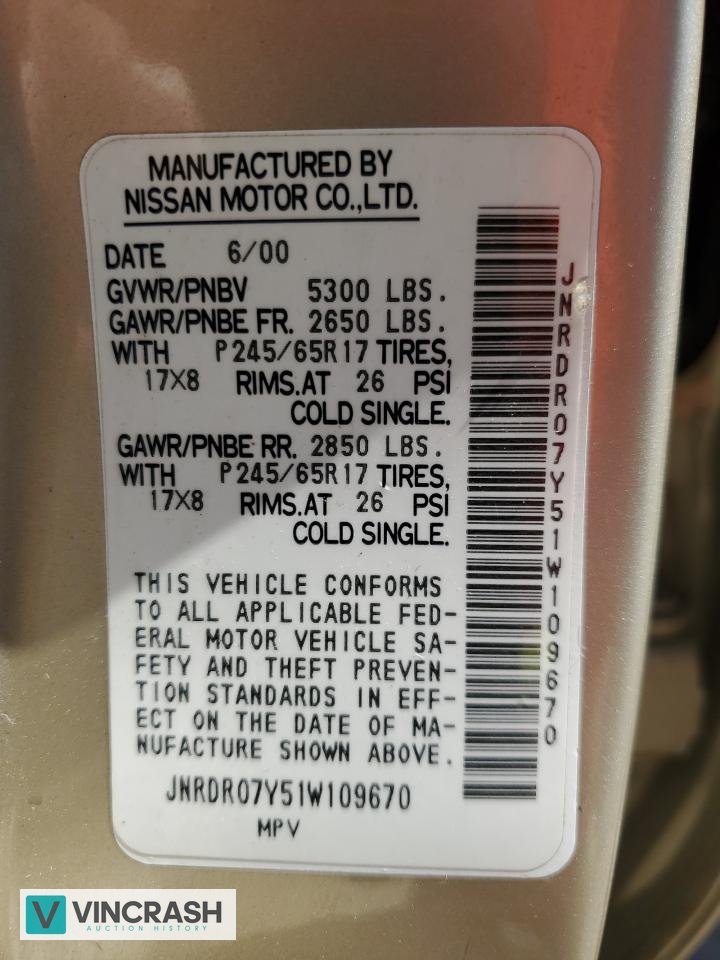 MANUFACTURED BY
NISSAN MOTOR CO.,LTD.
DATE 6/00
GVWR/PNBV 5300 LBS.
GAWR/PNBE FR. 2650 LBS.
WITH P245/65R17 TIRES,
17X8 RIMS.AT 26 PSI
COLD SINGLE.
GAWR/PNBE RR. 2850 LBS.
WITH P245/65R17 TIRES,
17X8 RIMS.AT 26 PSI
COLD SINGLE.
THIS VEHICLE CONFORMS
TO ALL APPLICABLE FED-
ERAL MOTOR VEHICLE SA-
FETY AND THEFT PREVEN-
TION STANDARDS IN EFF-
ECT ON THE DATE OF MA-
NUFACTURE SHOWN ABOVE.
JNRDR07Y51W109670
MPV
JNRDR07Y51W109670
V VINCRASH
AUCTION HISTORY